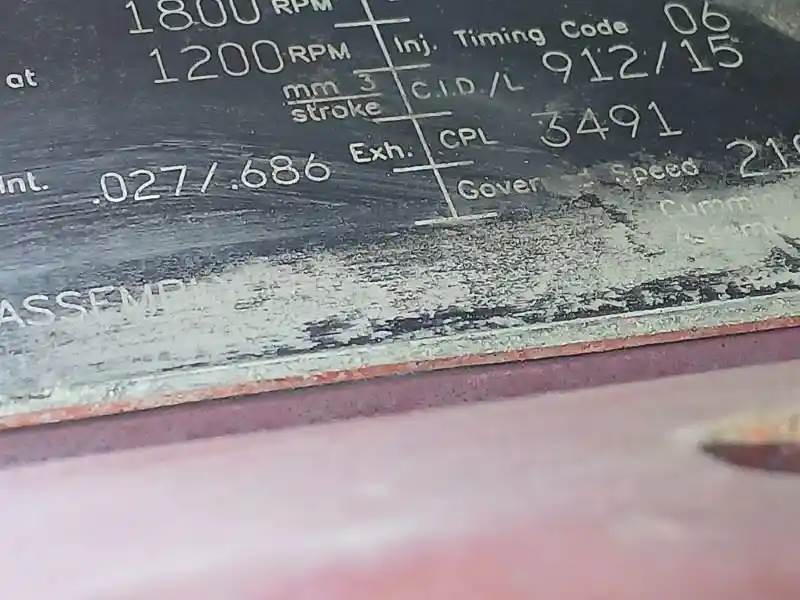 1800 RPM
at 1200 RPM
Inj. Timing Code 06
mm 3
stroke
C.I.D./L 912/15
Int. .027/.686 Exh.
CPL 3491
Speed